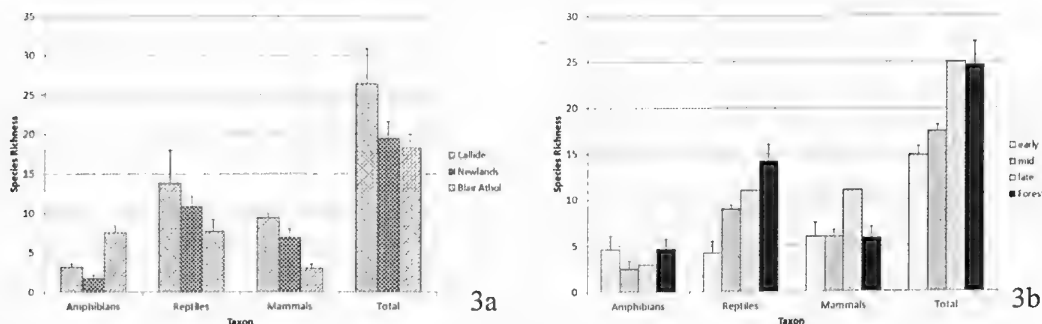 35
30
25
20
15
10
5
0
Species Richness
Amphibians Reptiles Mammals Total
Taxon
Callide
Newlands
Blair Athol
3a
30
25
20
15
10
5
0
Species Richness
Amphibians Reptiles Mammals Total
Taxon
early
mid
late
Forest
3b